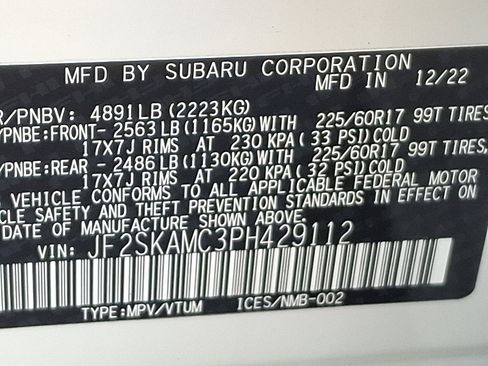 MFD BY SUBARU CORPORATION
MFD IN 12/22
R/PNBV: 4891LB (2223KG)
/PNBE:FRONT- 2563 LB (1165KG) WITH 225/60R17 99T TIRES
17X7J RIMS AT 230 KPA ( 33 PSI) COLD
/PNBE:REAR - 2486 LB (1130KG) WITH 225/60R17 99T TIRES,
17X7J RIMS AT 220 KPA ( 32 PSI) COLD
S VEHICLE CONFORMS TO ALL APPLICABLE FEDERAL MOTOR
ICLE SAFETY AND THEFT PREVENTION STANDARDS IN EFFECT ON
DATE OF MANUFACTURE SHOWN ABOVE.
VIN: JF2SKAMC3PH429112
TYPE:MPV/VTUM ICES/NMB-002